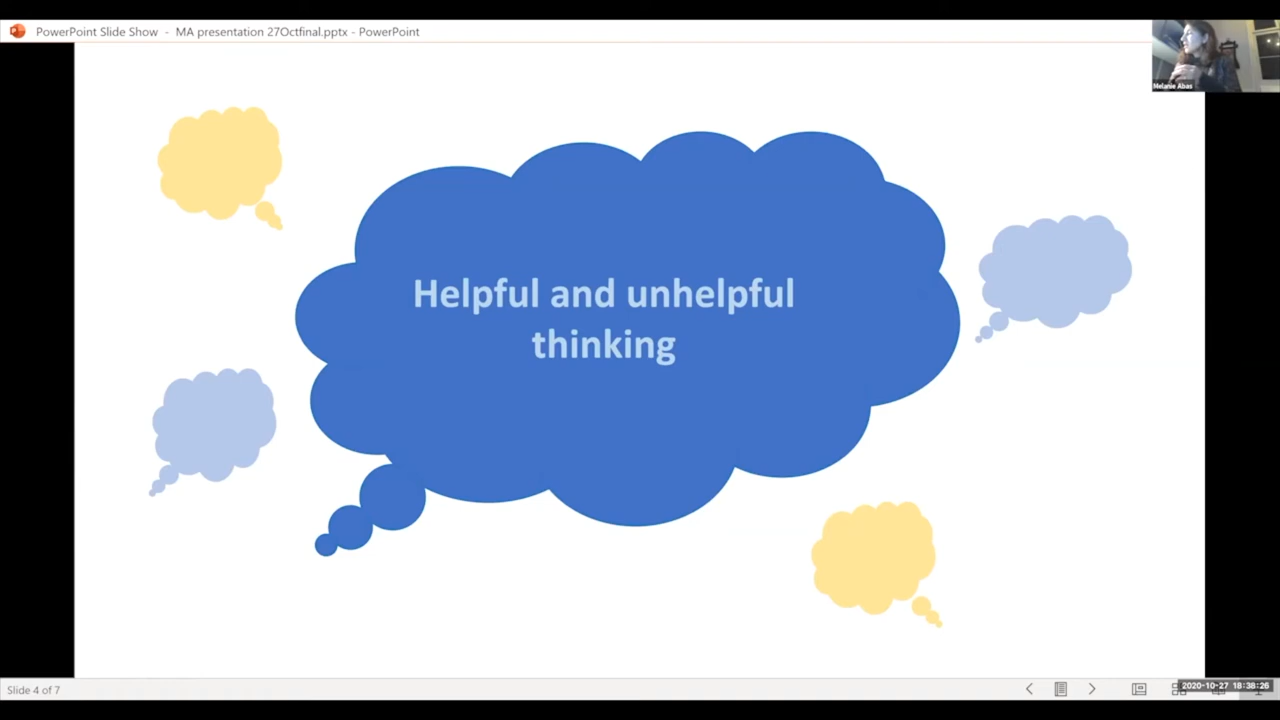 PowerPoint Slide Show - MA presentation 27Octfinal.pptx - PowerPoint
Melanie Abas
Helpful and unhelpful
thinking
Slide 4 of 7
2020-10-27 18:38:26